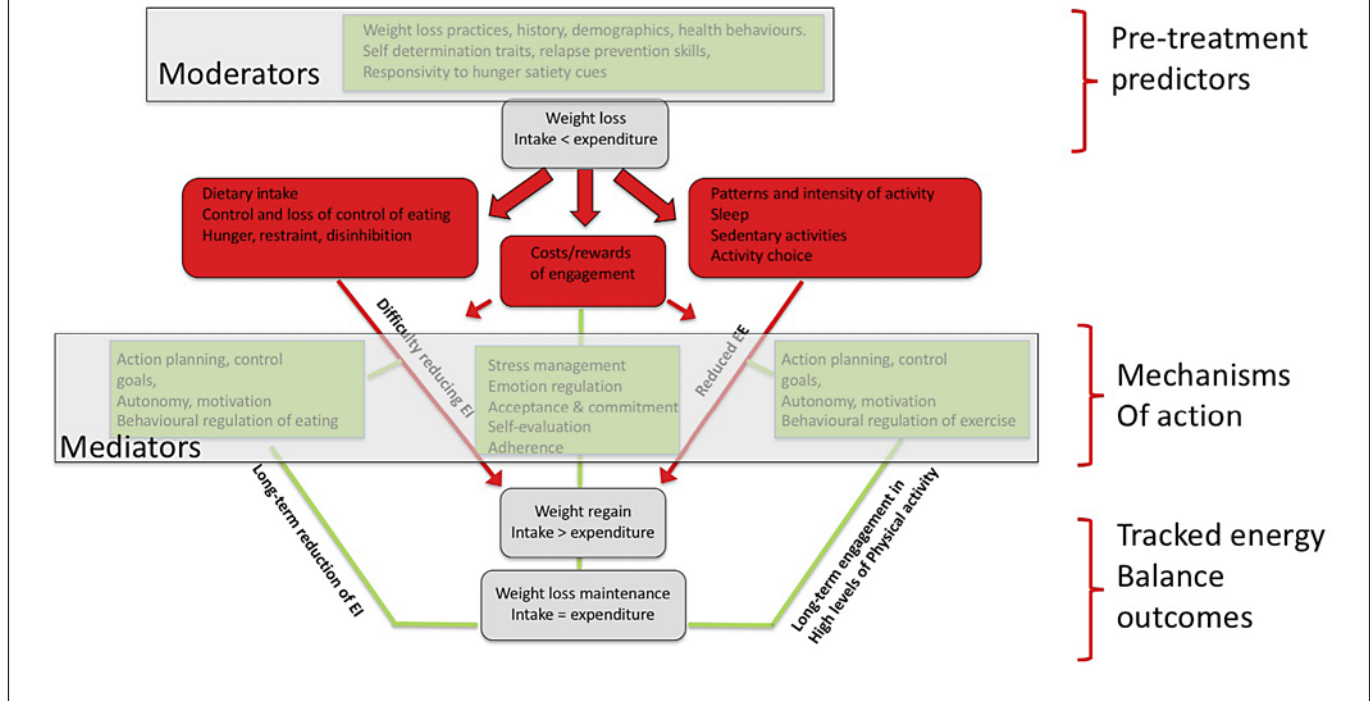 Weight loss practices, history, demographics, health behaviours.
Self determination traits, relapse prevention skills,
Responsivity to hunger satiety cues
Moderators
Pre-treatment
predictors
Weight loss
Intake < expenditure
Dietary intake
Control and loss of control of eating
Hunger, restraint, disinhibition
Costs/rewards
of engagement
Patterns and intensity of activity
Sleep
Sedentary activities
Activity choice
Difficulty reducing EI
Reduced EE
Action planning, control
goals,
Autonomy, motivation
Behavioural regulation of eating
Stress management
Emotion regulation
Acceptance & commitment
Self-evaluation
Adherence
Action planning, control
goals,
Autonomy, motivation
Behavioural regulation of exercise
Mediators
Mechanisms
Of action
Long-term reduction of EI
Weight regain
Intake > expenditure
Weight loss maintenance
Intake = expenditure
Long-term engagement in
High levels of Physical activity
Tracked energy
Balance
outcomes